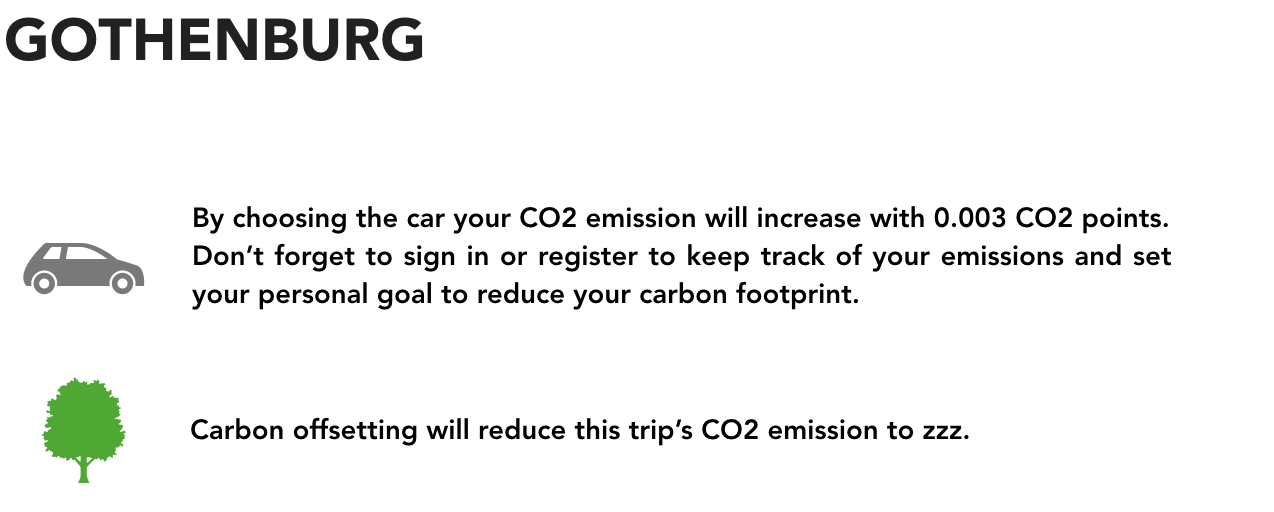 GOTHENBURG
By choosing the car your CO2 emission will increase with 0.003 CO2 points.
Don’t forget to sign in or register to keep track of your emissions and set
your personal goal to reduce your carbon footprint.
Carbon offsetting will reduce this trip’s CO2 emission to zzz.